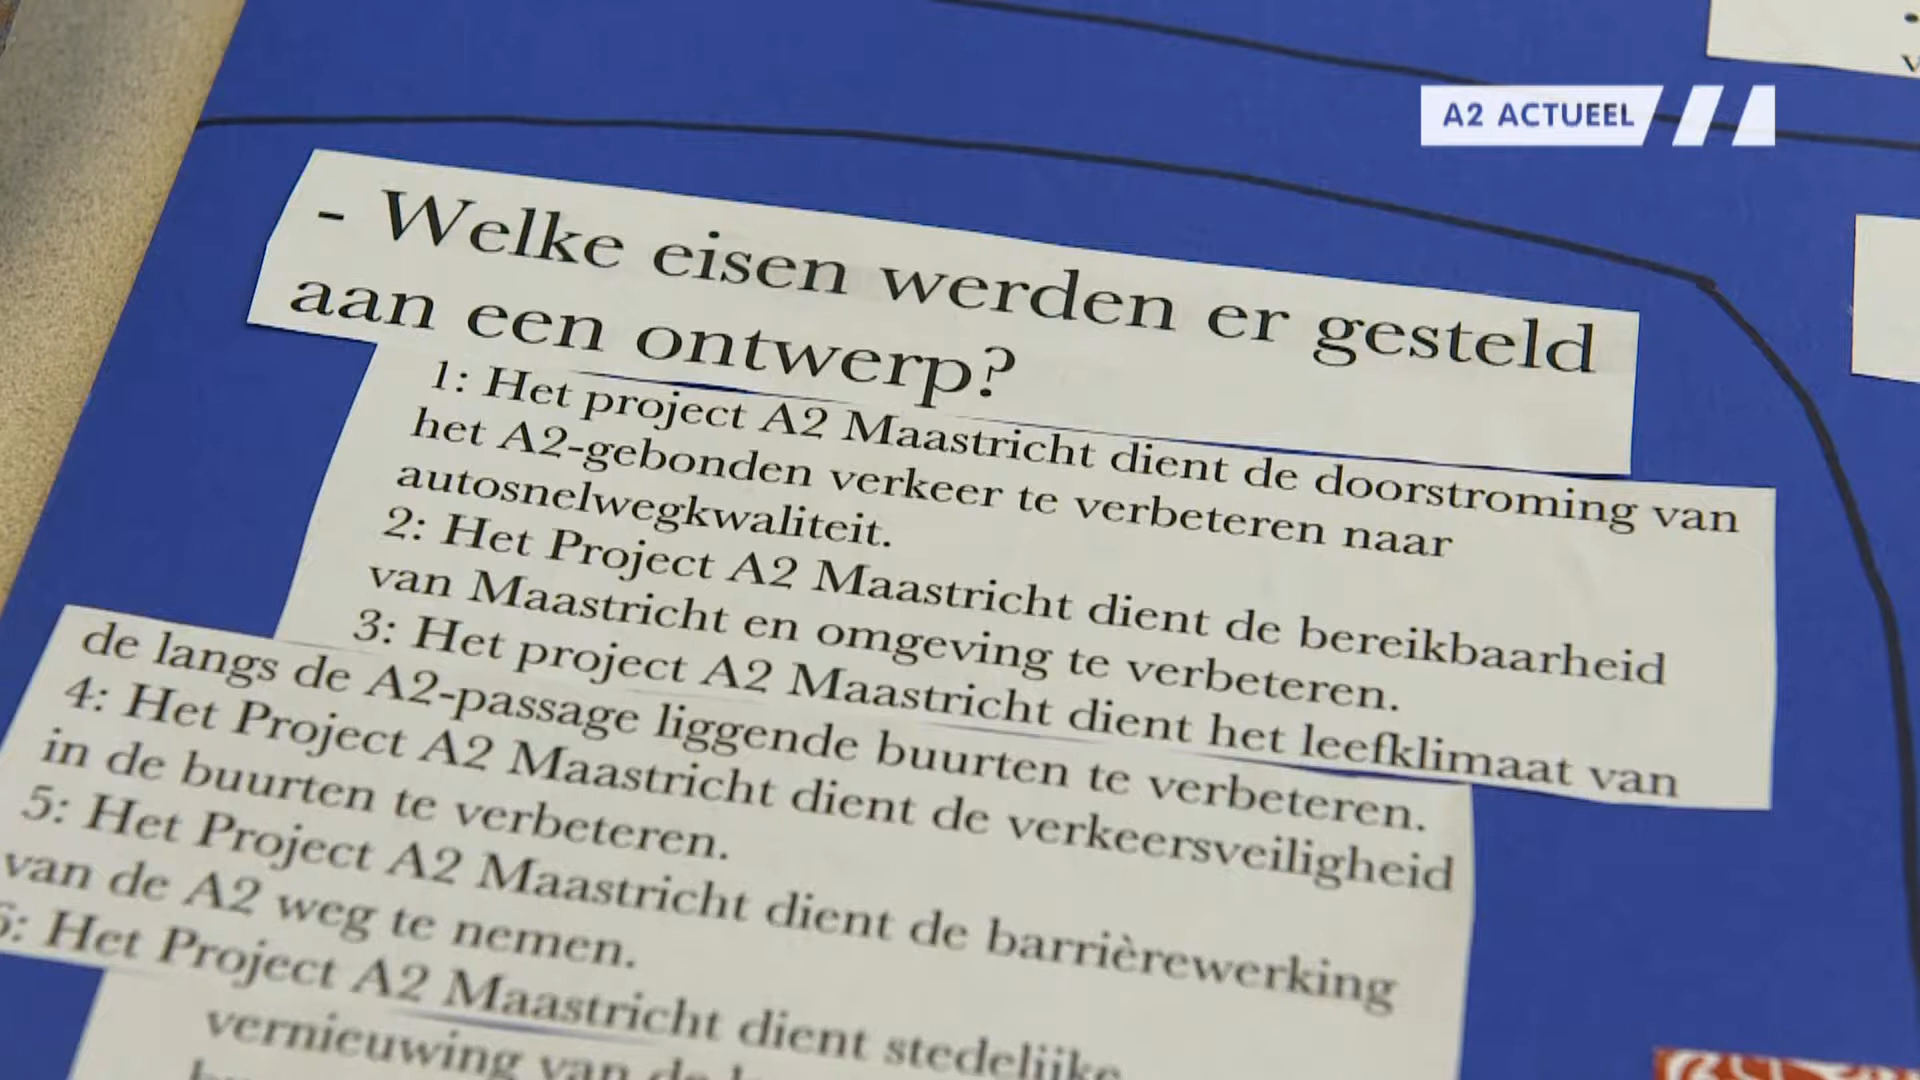 A2 ACTUEEL
- Welke eisen werden er gesteld
aan een ontwerp?
1: Het project A2 Maastricht dient de doorstroming van
het A2-gebonden verkeer te verbeteren naar
autosnelwegkwaliteit.
2: Het Project A2 Maastricht dient de bereikbaarheid
van Maastricht en omgeving te verbeteren.
3: Het project A2 Maastricht dient het leefklimaat van
de langs de A2-passage liggende buurten te verbeteren.
4: Het Project A2 Maastricht dient de verkeersveiligheid
in de buurten te verbeteren.
5: Het Project A2 Maastricht dient de barrièrewerking
van de A2 weg te nemen.
6: Het Project A2 Maastricht dient stedelijke
vernieuwing van de